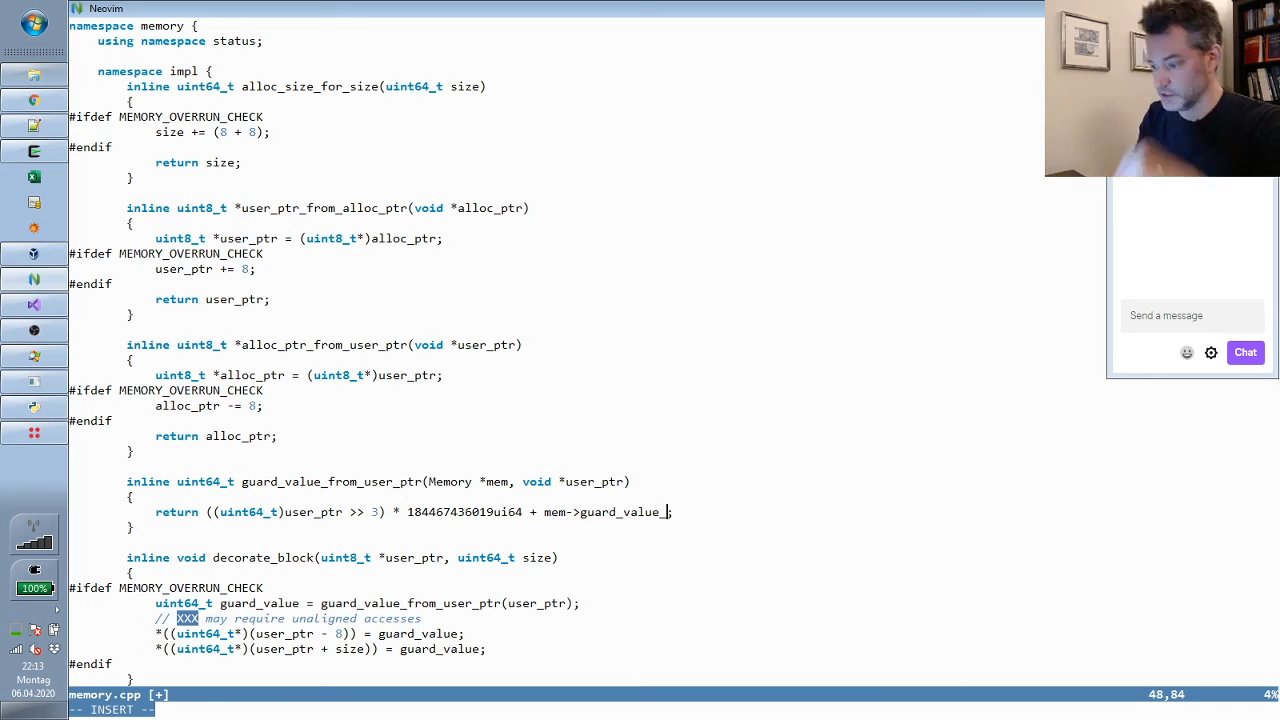 Neovim
namespace memory {
using namespace status;
namespace impl {
inline uint64_t alloc_size_for_size(uint64_t size)
{
#ifdef MEMORY_OVERRUN_CHECK
size += (8 + 8);
#endif
return size;
}
inline uint8_t *user_ptr_from_alloc_ptr(void *alloc_ptr)
{
uint8_t *user_ptr = (uint8_t*)alloc_ptr;
#ifdef MEMORY_OVERRUN_CHECK
user_ptr += 8;
#endif
return user_ptr;
}
inline uint8_t *alloc_ptr_from_user_ptr(void *user_ptr)
{
uint8_t *alloc_ptr = (uint8_t*)user_ptr;
#ifdef MEMORY_OVERRUN_CHECK
alloc_ptr -= 8;
#endif
return alloc_ptr;
}
inline uint64_t guard_value_from_user_ptr(Memory *mem, void *user_ptr)
{
return ((uint64_t)user_ptr >> 3) * 184467436019ui64 + mem->guard_value_;
}
inline void decorate_block(uint8_t *user_ptr, uint64_t size)
{
#ifdef MEMORY_OVERRUN_CHECK
uint64_t guard_value = guard_value_from_user_ptr(user_ptr);
// XXX may require unaligned accesses
*((uint64_t*)(user_ptr - 8)) = guard_value;
*((uint64_t*)(user_ptr + size)) = guard_value;
#endif
}
memory.cpp [+] 48,84 4%
-- INSERT --
Send a message
Chat
100%
22:13
Montag
06.04.2020